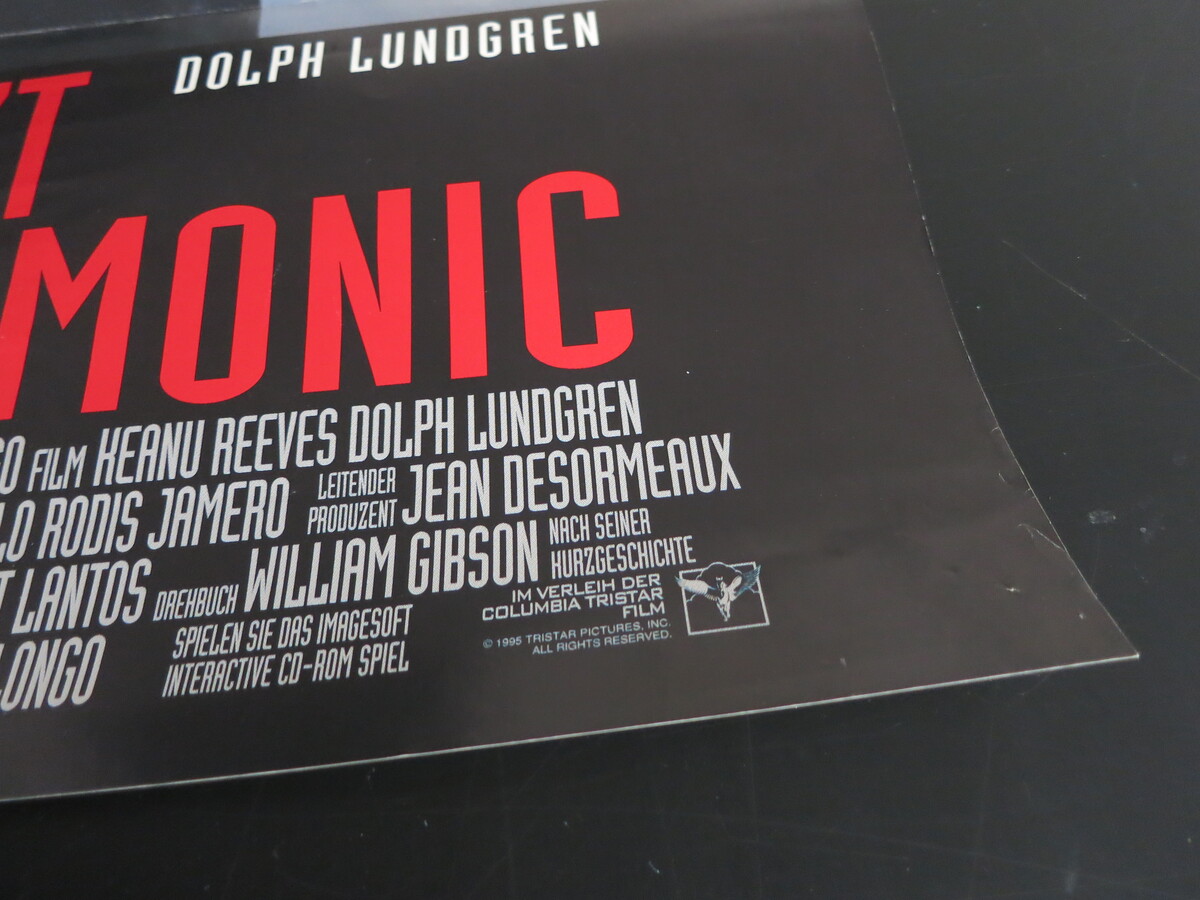 DOLPH LUNDGREN
T
MONIC
GO FILM KEANU REEVES DOLPH LUNDGREN
LO RODIS JAMERO LEITENDER PRODUZENT JEAN DESORMEAUX
T LANTOS DREHBUCH WILLIAM GIBSON NACH SEINER KURZGESCHICHTE
LONGO SPIELEN SIE DAS IMAGESOFT
INTERACTIVE CD-ROM SPIEL
IM VERLEIH DER
COLUMBIA TRISTAR
FILM
© 1995 TRISTAR PICTURES, INC.
ALL RIGHTS RESERVED.